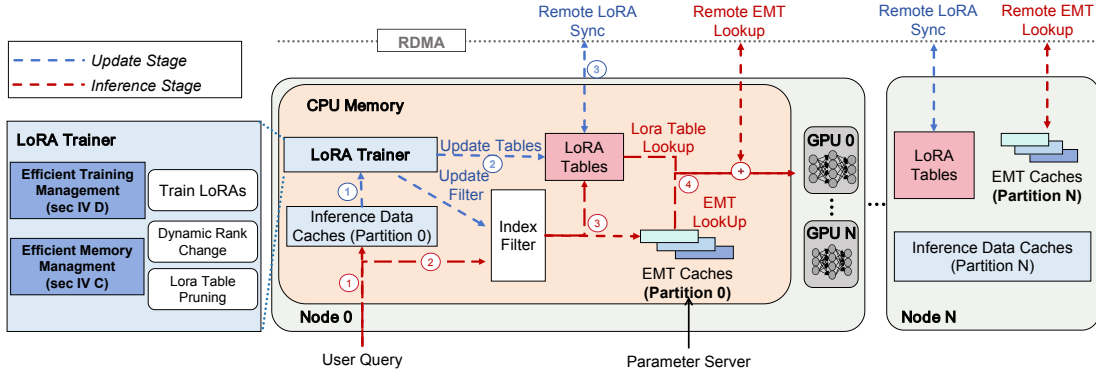 Remote LoRA
Sync
Remote EMT
Lookup
Remote LoRA
Sync
Remote EMT
Lookup
RDMA
Update Stage
Inference Stage
3
CPU Memory
LoRA Trainer
Efficient Training
Management
(sec IV D)
Train LoRAs
Dynamic Rank
Change
Efficient Memory
Managment
(sec IV C)
Lora Table
Pruning
LoRA Trainer
Update Tables
2
LoRA
Tables
Lora Table
Lookup
1
Update
Filter
4
+
Inference Data
Caches (Partition 0)
Index
Filter
3
EMT
LookUp
2
1
EMT Caches
(Partition 0)
GPU 0
GPU N
...
Node 0
LoRA
Tables
EMT Caches
(Partition N)
Inference Data Caches
(Partition N)
Node N
User Query
Parameter Server